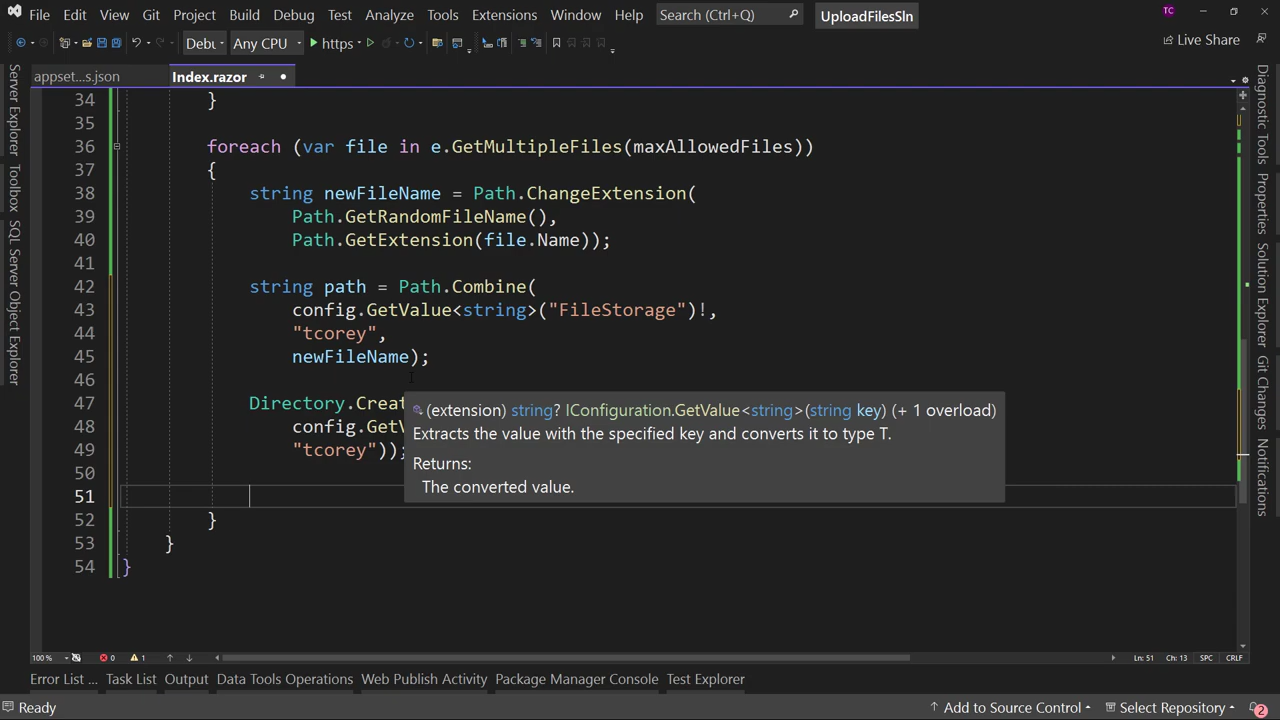 File Edit View Git Project Build Debug Test Analyze Tools Extensions Window Help Search (Ctrl+Q) UploadFilesSln TC
Debu Any CPU https Live Share
appset...s.json Index.razor
34 }
35
36 foreach (var file in e.GetMultipleFiles(maxAllowedFiles))
37 {
38 string newFileName = Path.ChangeExtension(
39 Path.GetRandomFileName(),
40 Path.GetExtension(file.Name));
41
42 string path = Path.Combine(
43 config.GetValue<string>("FileStorage")!,
44 "tcorey",
45 newFileName);
46
47 Directory.Creat
48 config.GetV
49 "tcorey"));
50
51
52 }
53 }
54 }
(extension) string? IConfiguration.GetValue<string>(string key) (+ 1 overload)
Extracts the value with the specified key and converts it to type T.
Returns:
The converted value.
Server Explorer
Toolbox
SQL Server Object Explorer
Diagnostic Tools
Properties
Solution Explorer
Git Changes
Notifications
100 % 0 1 Ln: 51 Ch: 13 SPC CRLF
Error List ... Task List Output Data Tools Operations Web Publish Activity Package Manager Console Test Explorer
Ready Add to Source Control Select Repository 2